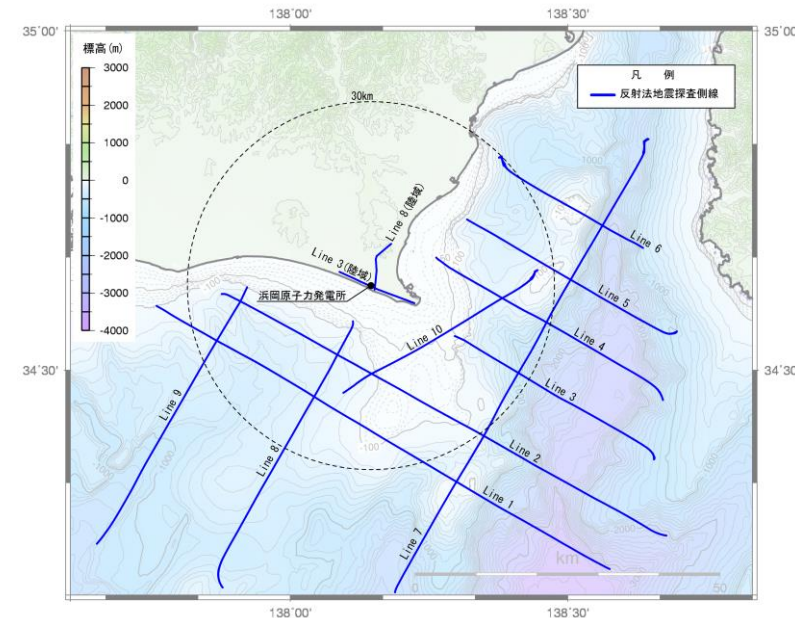 138°00' 138°30'
35°00' 35°00'
標高(m)
3000
2000
1000
0
-1000
-2000
-3000
-4000
凡 例
反射法地震探査側線
30km
-1000
Line 8(陸域)
Line 3(陸域)
浜岡原子力発電所
Line 6
Line 5
Line 10
Line 4
34°30' 34°30'
Line 3
Line 9
-100
Line 8
Line 2
Line 1
Line 7
km
0 50
138°00' 138°30'